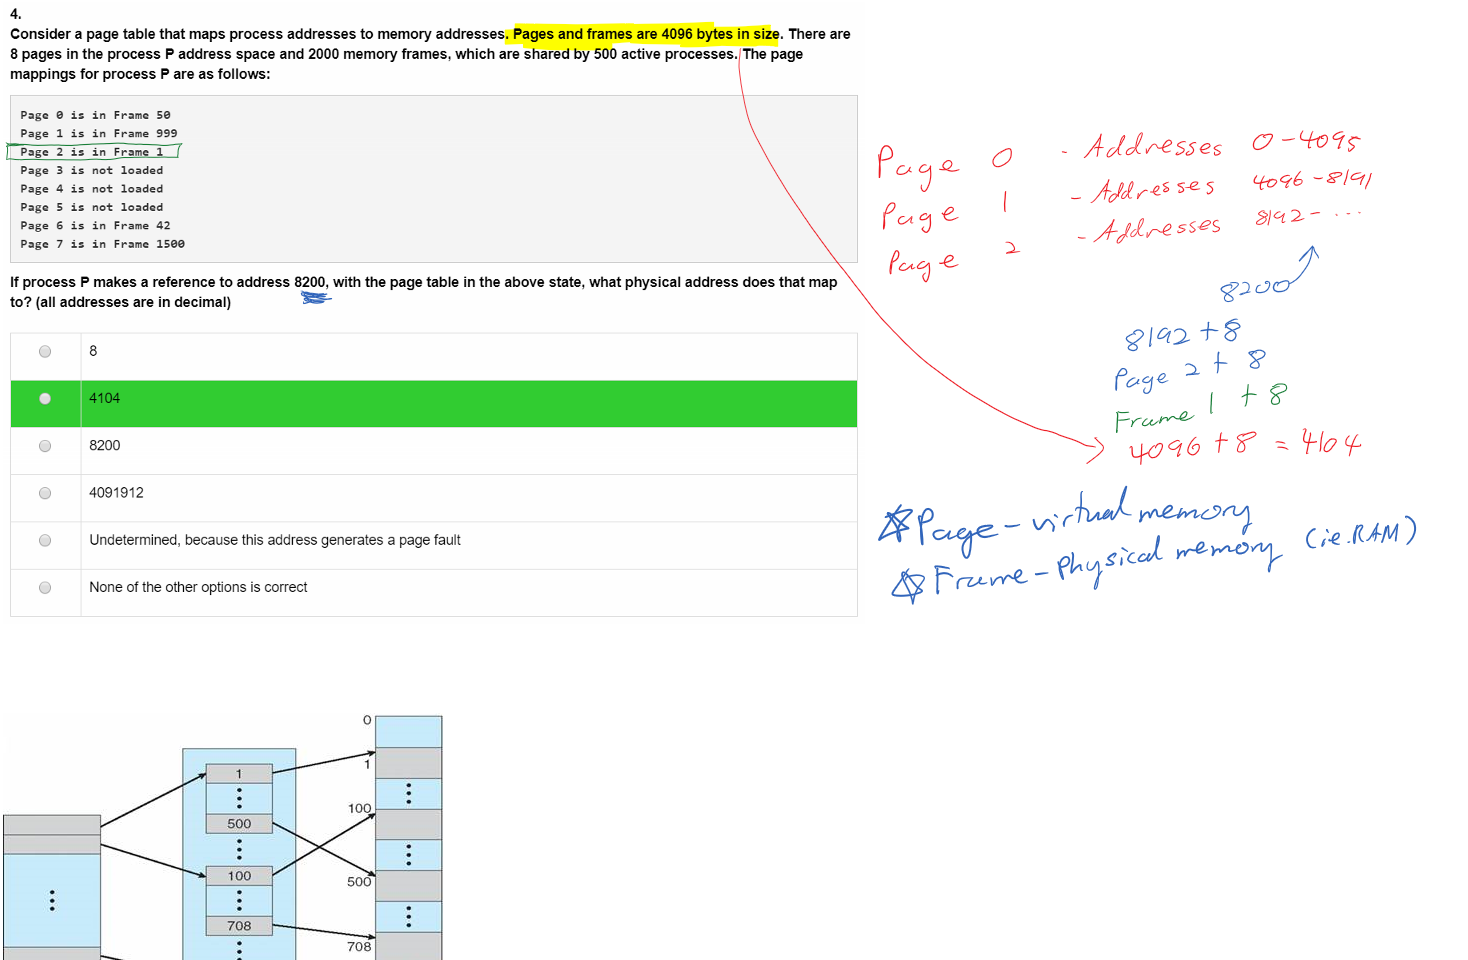 4.
Consider a page table that maps process addresses to memory addresses. Pages and frames are 4096 bytes in size. There are
8 pages in the process P address space and 2000 memory frames, which are shared by 500 active processes. The page
mappings for process P are as follows:
Page 0 is in Frame 50
Page 1 is in Frame 999
Page 2 is in Frame 1
Page 3 is not loaded
Page 4 is not loaded
Page 5 is not loaded
Page 6 is in Frame 42
Page 7 is in Frame 1500
If process P makes a reference to address 8200, with the page table in the above state, what physical address does that map
to? (all addresses are in decimal)
8
4104
8200
4091912
Undetermined, because this address generates a page fault
None of the other options is correct
Page 0 - Addresses 0-4095
Page 1 - Addresses 4096-8191
Page 2 - Addresses 8192-...
8200
8192 + 8
Page 2 + 8
Frame 1 + 8
4096 + 8 = 4104
Page - virtual memory
Frame - Physical memory (ie. RAM)
0
1
1
100
500
100
500
708
708